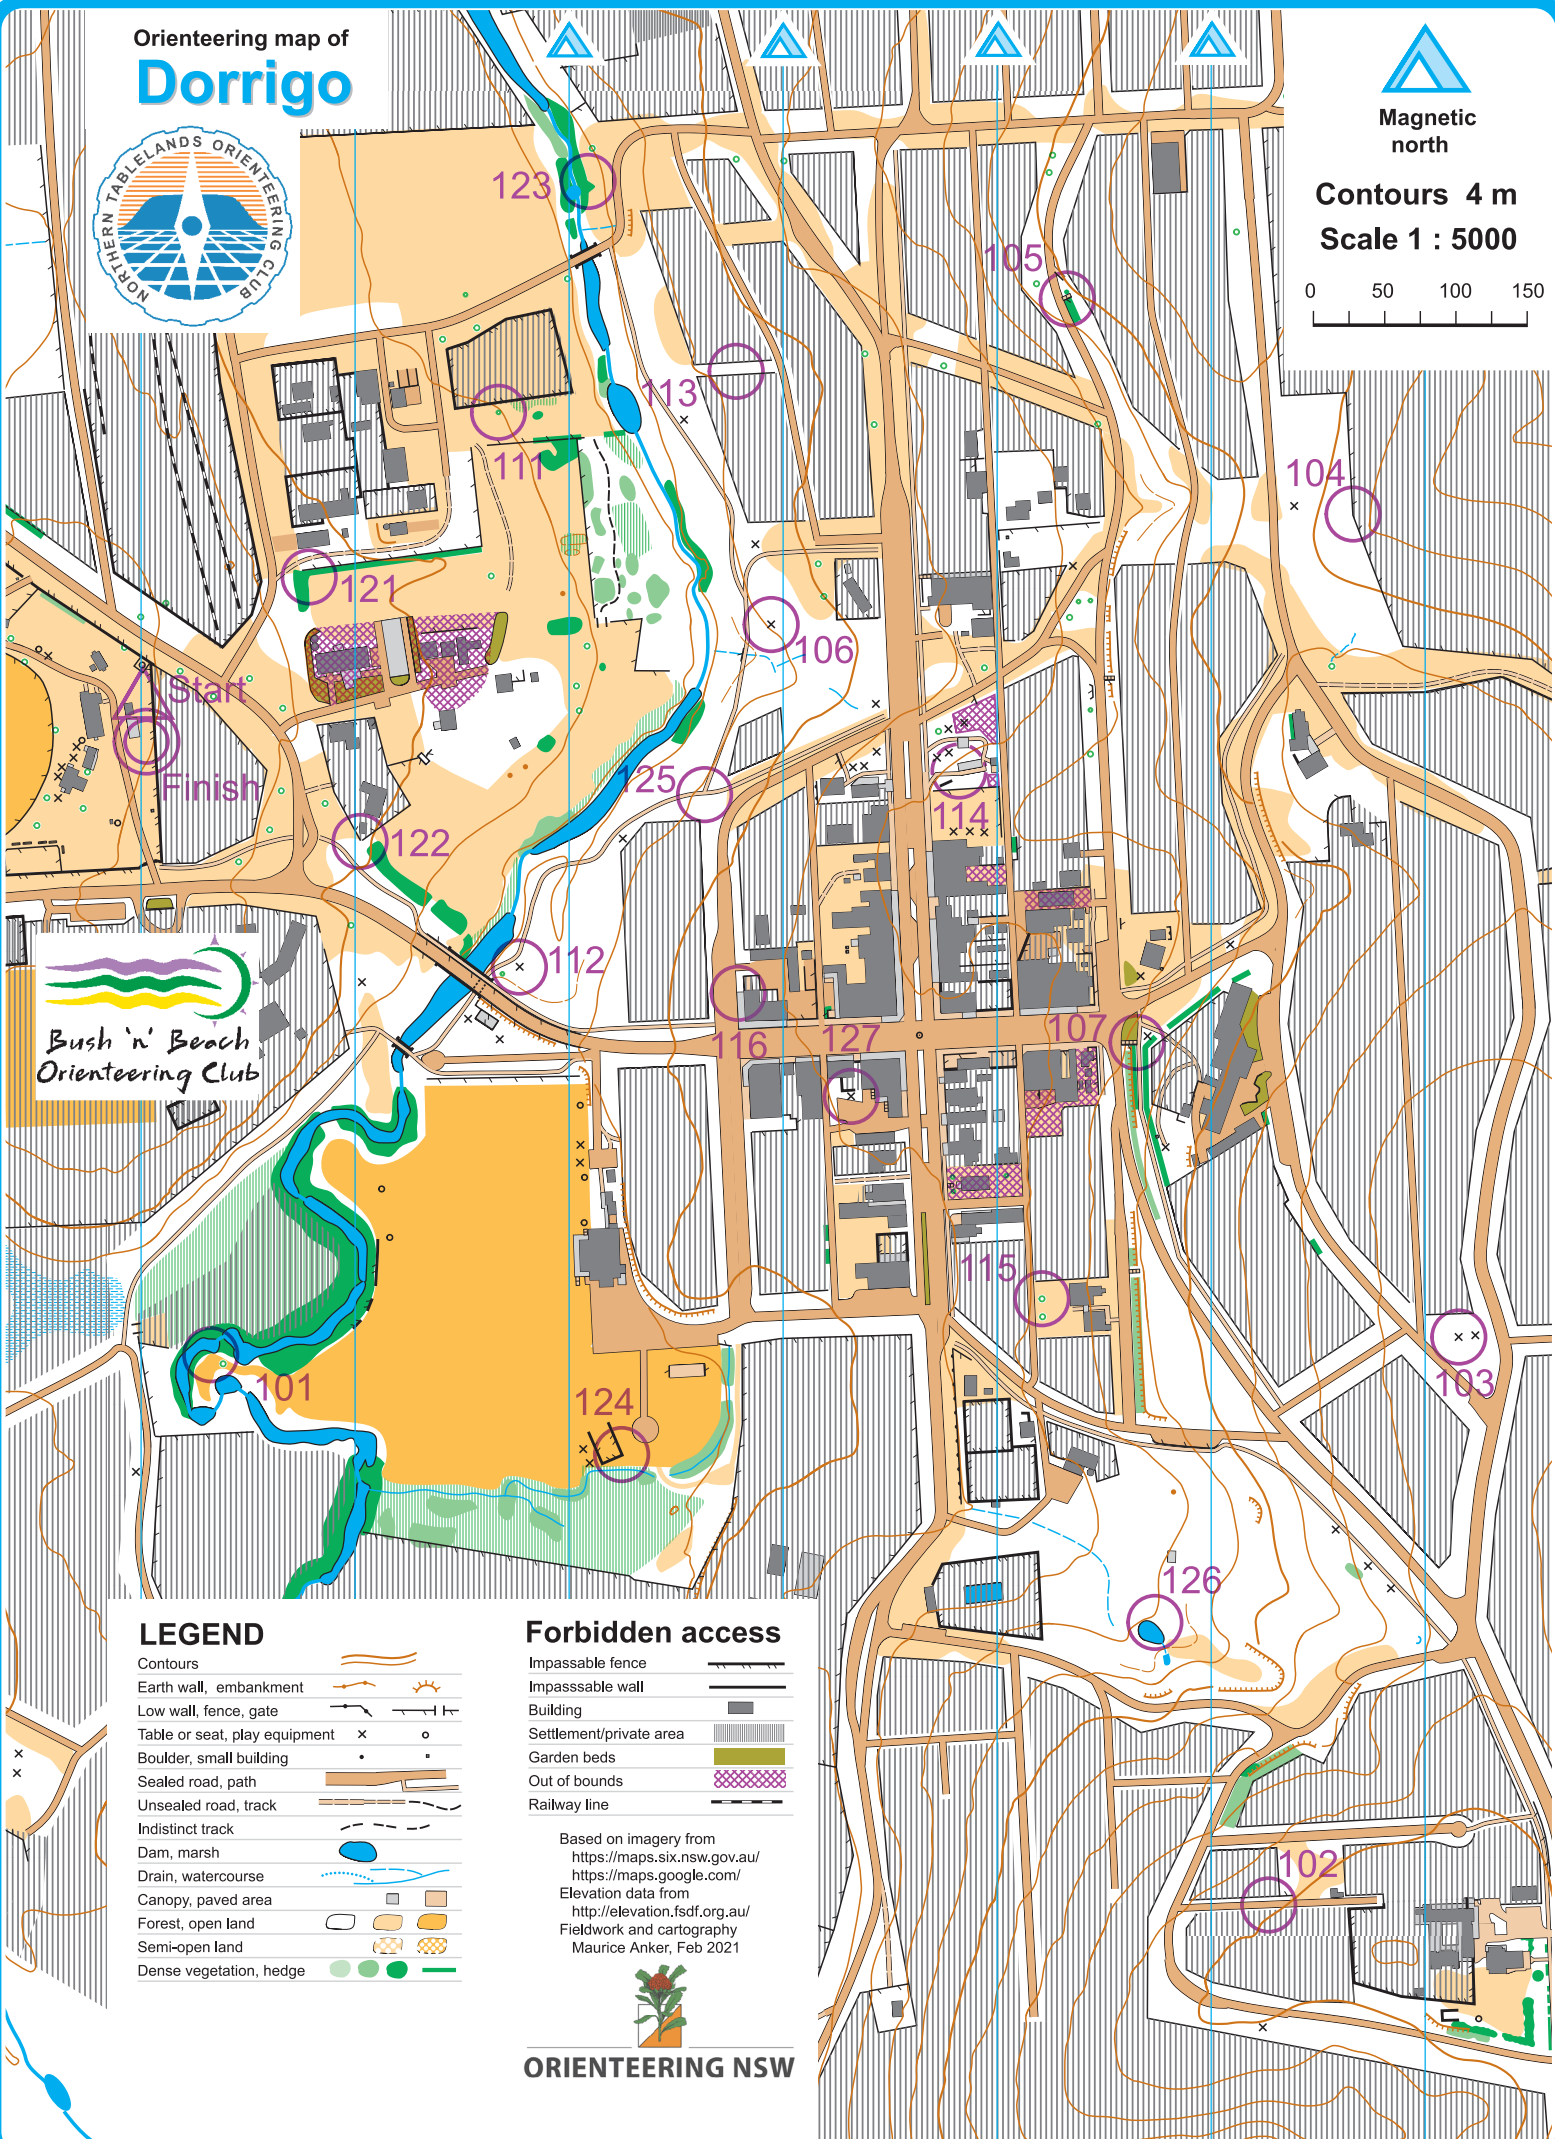 Orienteering map of
Dorrigo
NORTHERN TABLELANDS ORIENTEERING CLUB
Magnetic
north
Contours 4 m
Scale 1 : 5000
0 50 100 150
123
105
113
111
104
121
106
Start
Finish
125
114
122
112
116
127
107
Bush 'n' Beach
Orienteering Club
115
101
103
124
126
102
LEGEND
Contours
Earth wall, embankment
Low wall, fence, gate
Table or seat, play equipment
Boulder, small building
Sealed road, path
Unsealed road, track
Indistinct track
Dam, marsh
Drain, watercourse
Canopy, paved area
Forest, open land
Semi-open land
Dense vegetation, hedge
Forbidden access
Impassable fence
Impasssable wall
Building
Settlement/private area
Garden beds
Out of bounds
Railway line
Based on imagery from
https://maps.six.nsw.gov.au/
https://maps.google.com/
Elevation data from
http://elevation.fsdf.org.au/
Fieldwork and cartography
Maurice Anker, Feb 2021
ORIENTEERING NSW